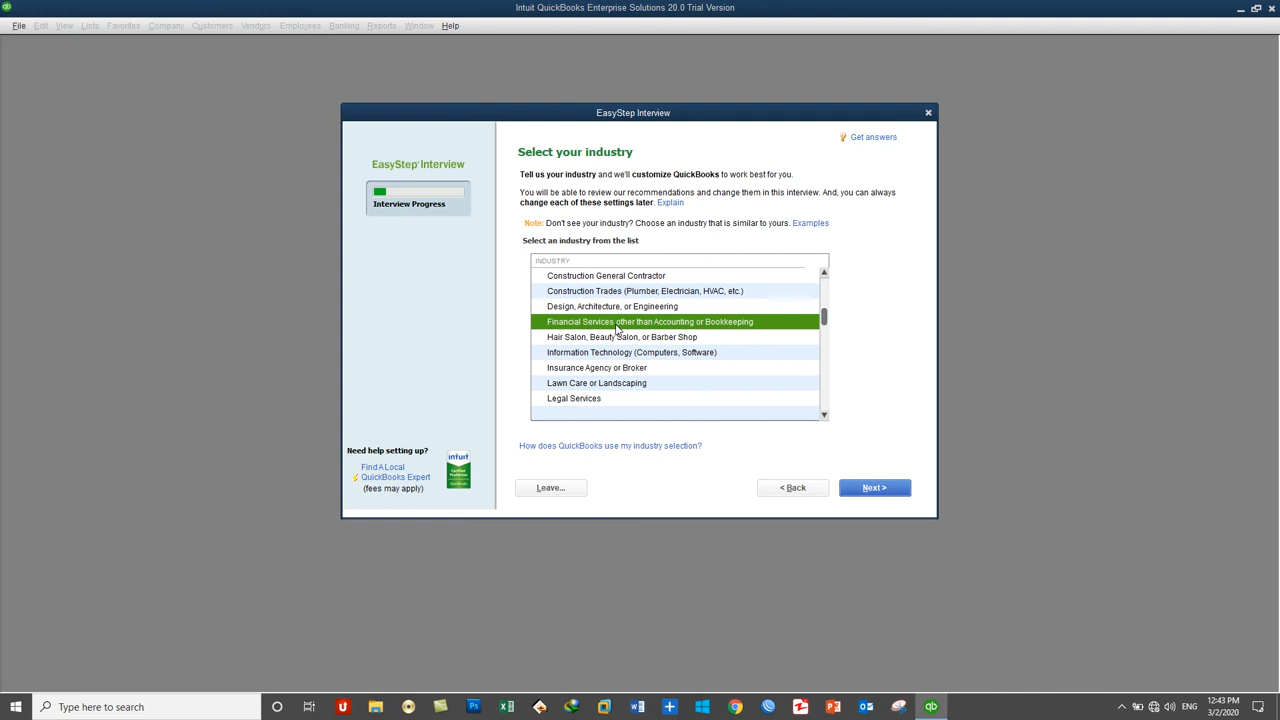 Intuit QuickBooks Enterprise Solutions 20.0 Trial Version
File Edit View Lists Favorites Company Customers Vendors Employees Banking Reports Window Help
EasyStep Interview
Get answers
EasyStep Interview
Interview Progress
Select your industry
Tell us your industry and we'll customize QuickBooks to work best for you.
You will be able to review our recommendations and change them in this interview. And, you can always
change each of these settings later. Explain
Note: Don't see your industry? Choose an industry that is similar to yours. Examples
Select an industry from the list
INDUSTRY
Construction General Contractor
Construction Trades (Plumber, Electrician, HVAC, etc.)
Design, Architecture, or Engineering
Financial Services other than Accounting or Bookkeeping
Hair Salon, Beauty Salon, or Barber Shop
Information Technology (Computers, Software)
Insurance Agency or Broker
Lawn Care or Landscaping
Legal Services
How does QuickBooks use my industry selection?
Need help setting up?
Find A Local
QuickBooks Expert
(fees may apply)
intuit
Leave...
< Back
Next >
Type here to search
ENG
12:43 PM
3/2/2020